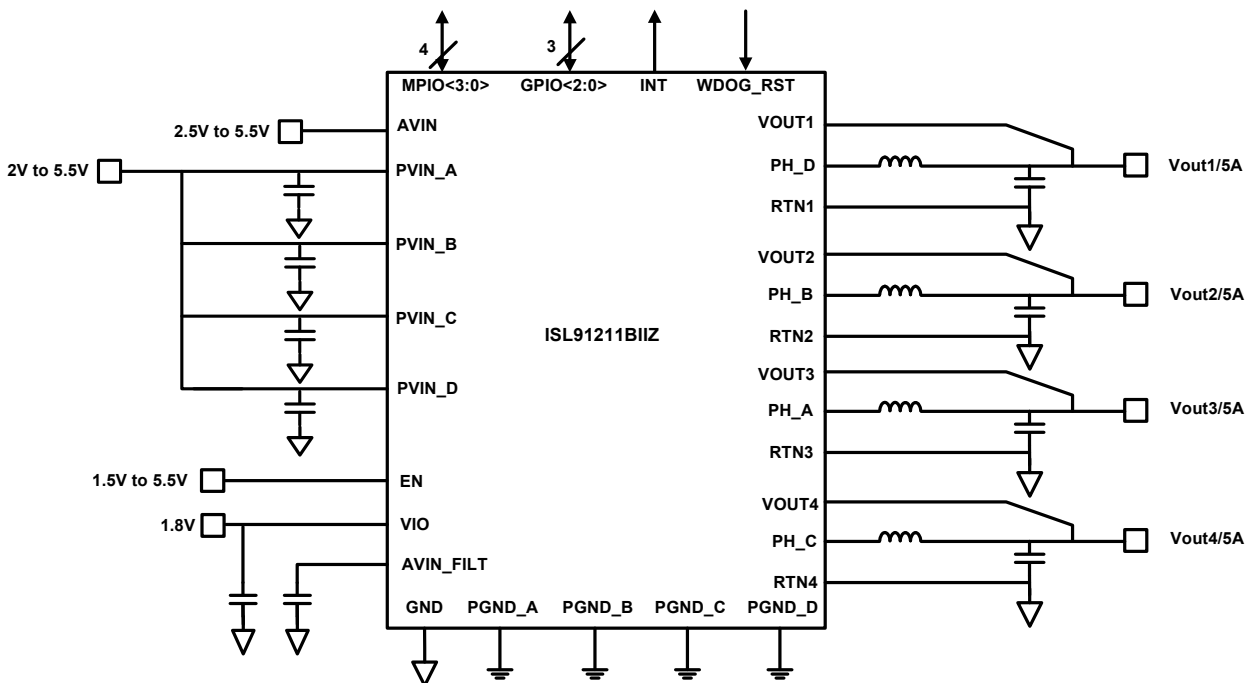 4
3
MPIO<3:0>
GPIO<2:0>
INT
WDOG_RST
2.5V to 5.5V
AVIN
VOUT1
2V to 5.5V
PVIN_A
PH_D
Vout1/5A
RTN1
PVIN_B
VOUT2
PH_B
Vout2/5A
PVIN_C
ISL91211BIIZ
RTN2
VOUT3
PVIN_D
PH_A
Vout3/5A
RTN3
1.5V to 5.5V
EN
VOUT4
1.8V
VIO
PH_C
Vout4/5A
AVIN_FILT
RTN4
GND
PGND_A
PGND_B
PGND_C
PGND_D